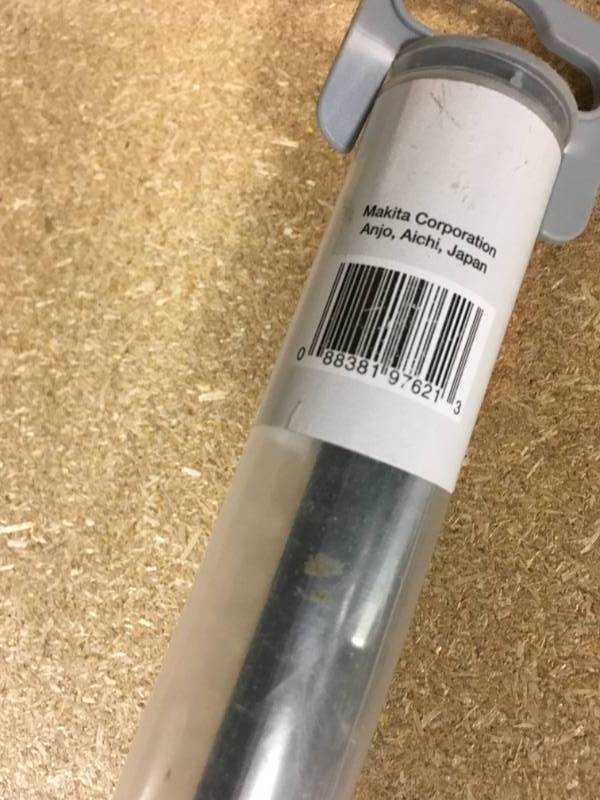 Makita Corporation
Anjo, Aichi, Japan
0 88381 97621 3